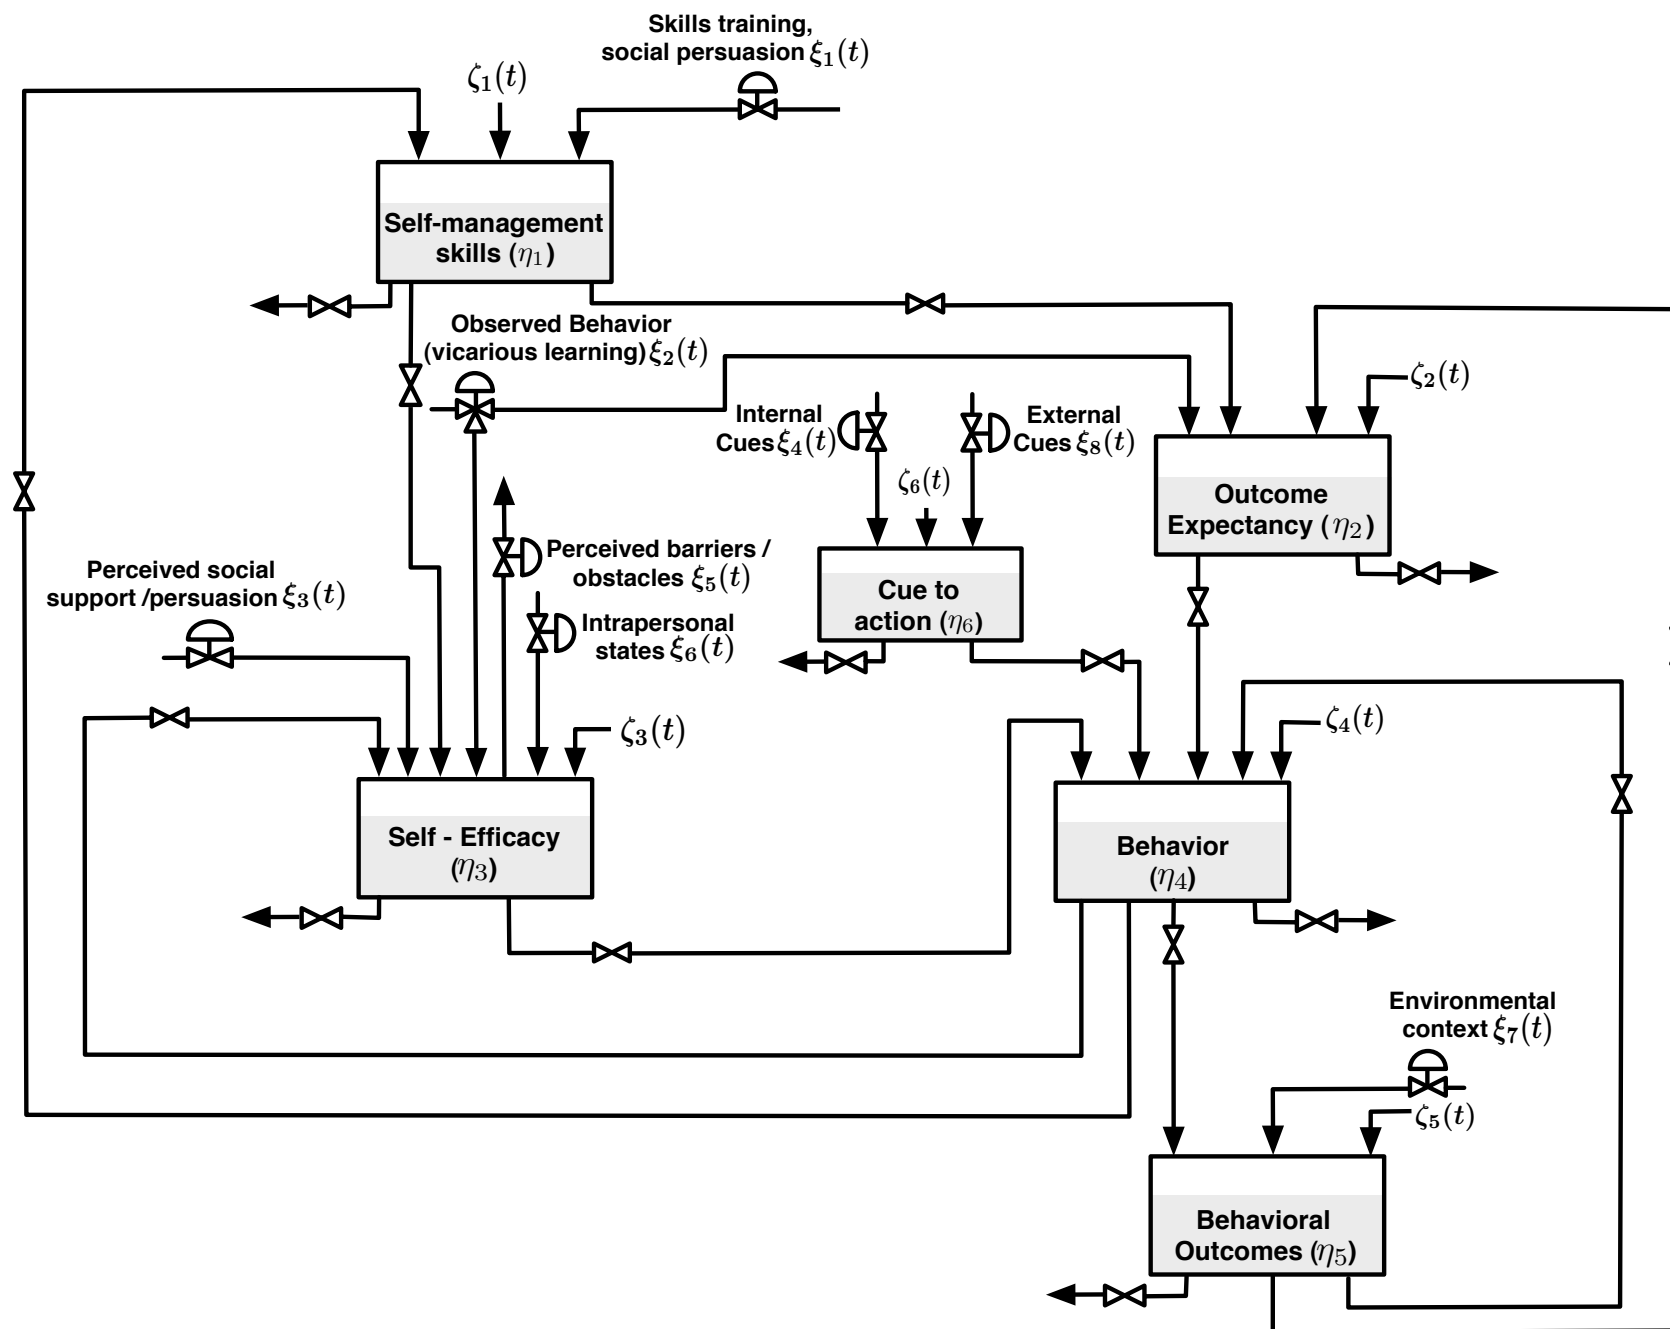 Skills training,
social persuasion ξ₁(t)
ζ₁(t)
Self-management
skills (η₁)
Observed Behavior
(vicarious learning) ξ₂(t)
ζ₂(t)
Internal
Cues ξ₄(t)
External
Cues ξ₈(t)
ζ₆(t)
Outcome
Expectancy (η₂)
Perceived barriers /
obstacles ξ₅(t)
Perceived social
support /persuasion ξ₃(t)
Cue to
action (η₆)
Intrapersonal
states ξ₆(t)
ζ₃(t)
ζ₄(t)
Self - Efficacy
(η₃)
Behavior
(η₄)
Environmental
context ξ₇(t)
ζ₅(t)
Behavioral
Outcomes (η₅)